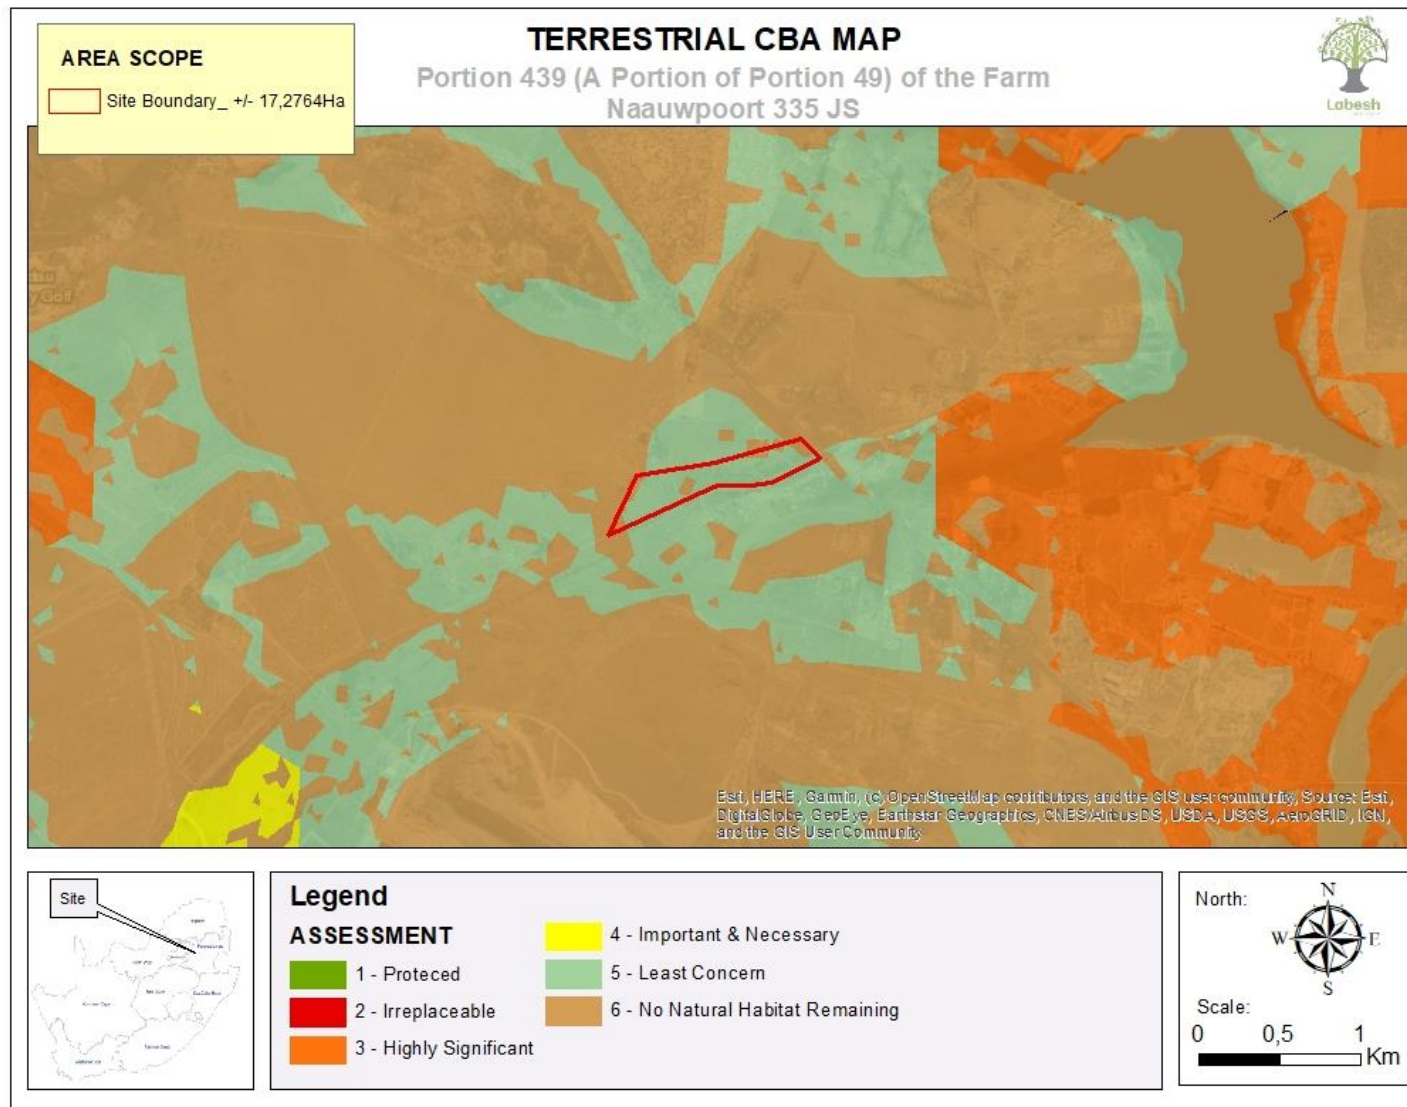 TERRESTRIAL CBA MAP
Portion 439 (A Portion of Portion 49) of the Farm
Naauwpoort 335 JS
Labesh
AREA SCOPE
Site Boundary_ +/- 17,2764Ha
Esri, HERE, Garmin, (c) OpenStreetMap contributors, and the GIS user community, Source: Esri,
DigitalGlobe, GeoEye, Earthstar Geographics, CNES/Airbus DS, USDA, USGS, AeroGRID, IGN,
and the GIS User Community
Site
Legend
ASSESSMENT
1 - Proteced
2 - Irreplaceable
3 - Highly Significant
4 - Important & Necessary
5 - Least Concern
6 - No Natural Habitat Remaining
North:
N
W
E
S
Scale:
0 0,5 1
Km